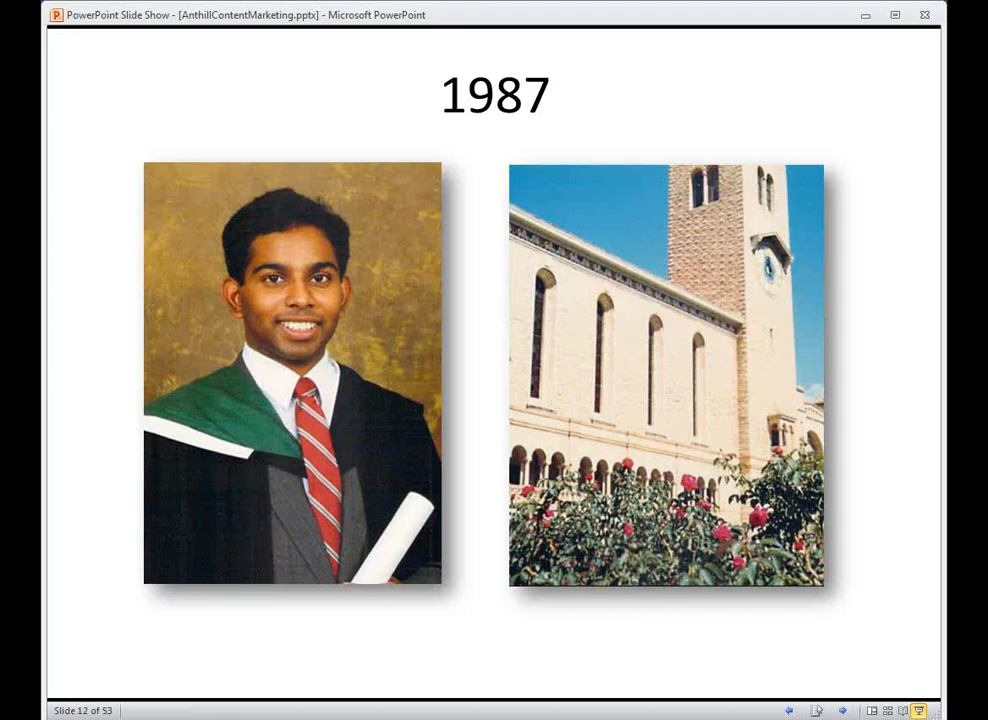 PowerPoint Slide Show - [AnthillContentMarketing.pptx] - Microsoft PowerPoint
1987
Slide 12 of 53